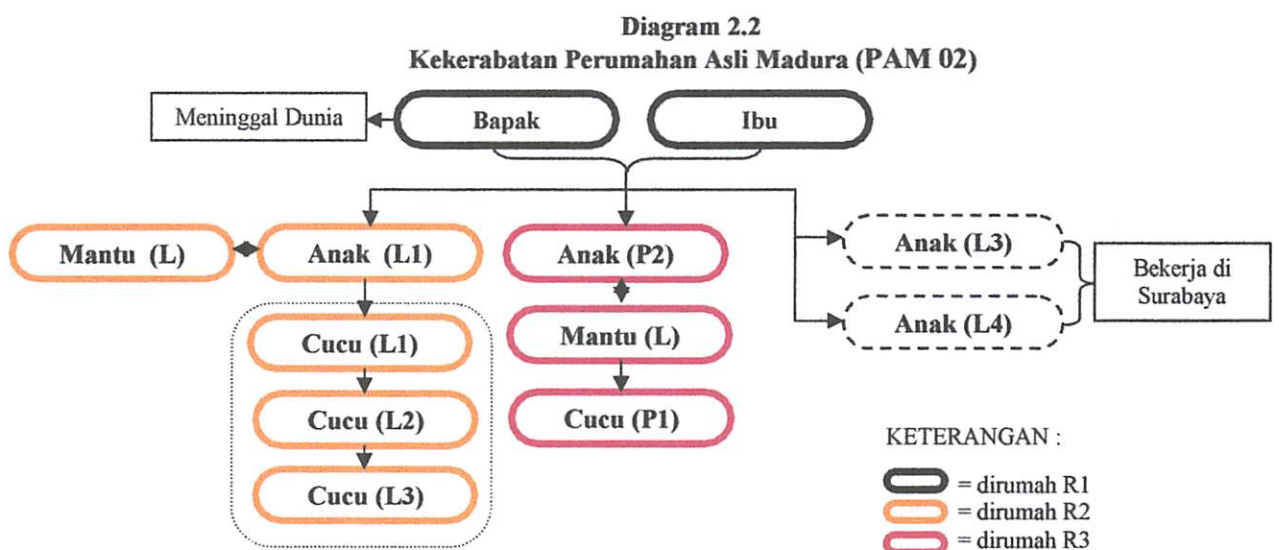 Diagram 2.2
Kekerabatan Perumahan Asli Madura (PAM 02)
Meninggal Dunia
Bapak
Ibu
Mantu (L)
Anak (L1)
Anak (P2)
Anak (L3)
Bekerja di
Surabaya
Anak (L4)
Cucu (L1)
Mantu (L)
Cucu (L2)
Cucu (P1)
Cucu (L3)
KETERANGAN :
= dirumah R1
= dirumah R2
= dirumah R3